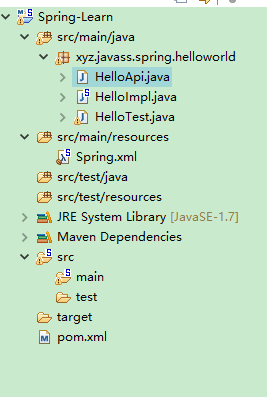 Spring-Learn
src/main/java
xyz.javass.spring.helloworld
HelloApi.java
HelloImpl.java
HelloTest.java
src/main/resources
Spring.xml
src/test/java
src/test/resources
JRE System Library [JavaSE-1.7]
Maven Dependencies
src
main
test
target
pom.xml